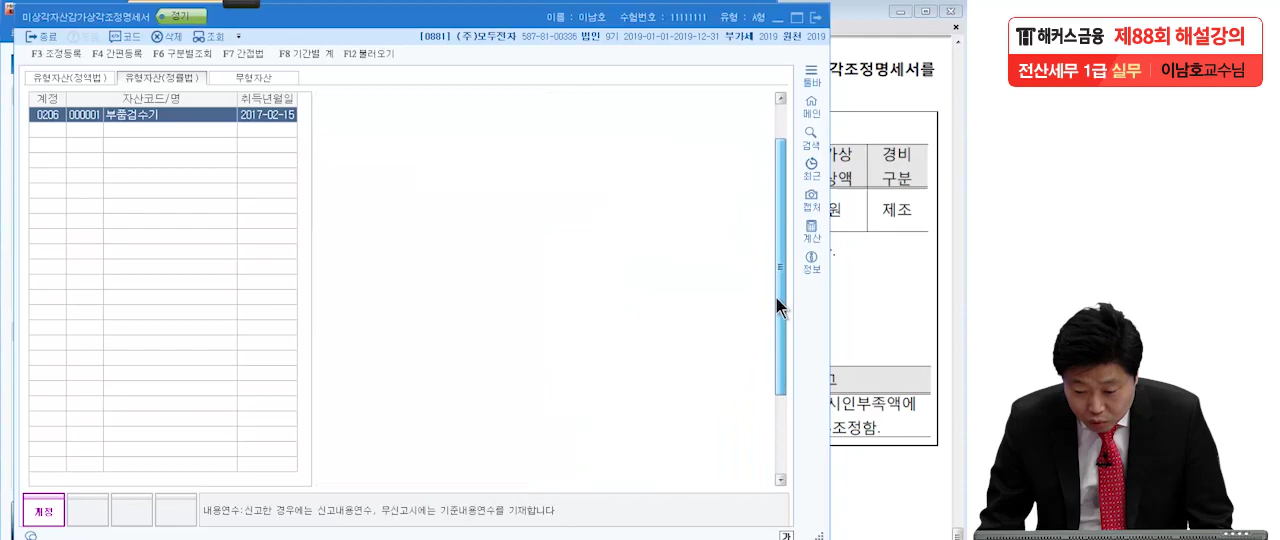 미상각자산감가상각조정명세서 정기
이름 : 이남호 수험번호 : 11111111 유형 : A형
종료 도움 코드 삭제 조회
[0881] (주)모두전자 587-81-00336 법인 9기 2019-01-01-2019-12-31 부가세 2019 원천 2019
F3 조정등록 F4 간편등록 F6 구분별조회 F7 간접법 F8 기간별 계 F12 불러오기
유형자산(정액법) 유형자산(정률법) 무형자산
계정 자산코드/명 취득년월일
0206 000001 부품검수기 2017-02-15
툴바
메인
검색
최근
캡처
계산
정보
계정
내용연수:신고한 경우에는 신고내용연수, 무신고시에는 기준내용연수를 기재합니다
가
각조정명세서를
가상 경비
상액 구분
원 제조
고
시인부족액에
조정함.
해커스금융 제88회 해설강의
전산세무 1급 실무 이남호교수님